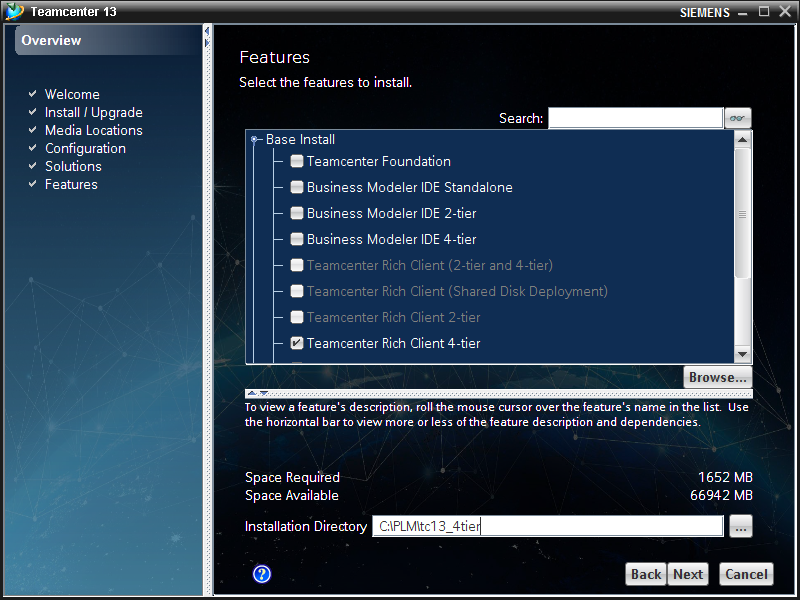 Teamcenter 13
SIEMENS
Overview
Welcome
Install / Upgrade
Media Locations
Configuration
Solutions
Features
Features
Select the features to install.
Search:
Base Install
Teamcenter Foundation
Business Modeler IDE Standalone
Business Modeler IDE 2-tier
Business Modeler IDE 4-tier
Teamcenter Rich Client (2-tier and 4-tier)
Teamcenter Rich Client (Shared Disk Deployment)
Teamcenter Rich Client 2-tier
Teamcenter Rich Client 4-tier
Browse...
To view a feature's description, roll the mouse cursor over the feature's name in the list. Use
the horizontal bar to view more or less of the feature description and dependencies.
Space Required 1652 MB
Space Available 66942 MB
Installation Directory C:\PLM\tc13_4tier ...
? Back Next Cancel